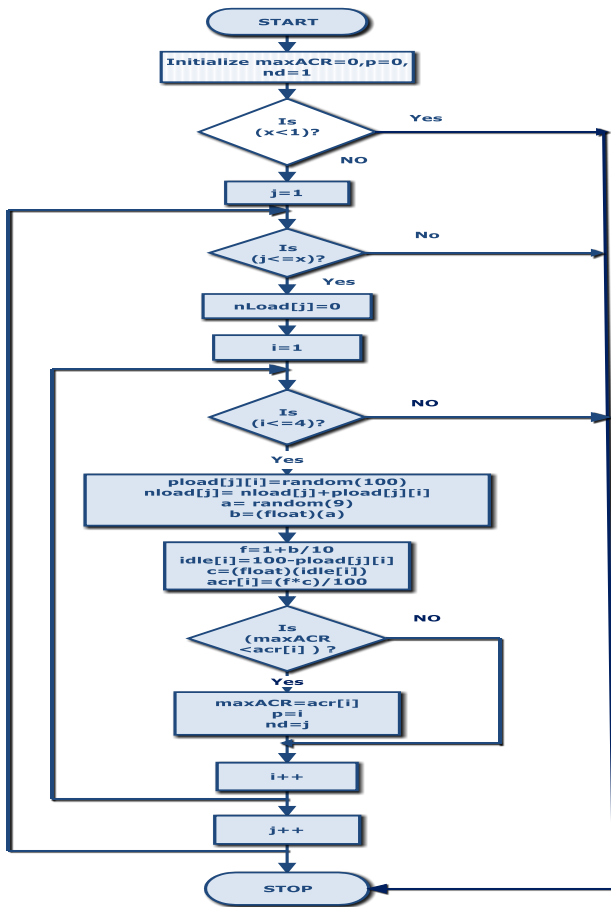 START
Initialize maxACR=0,p=0,
nd=1
Is
(x<1)?
Yes
NO
j=1
Is
(j<=x)?
No
Yes
nLoad[j]=0
i=1
Is
(i<=4)?
NO
Yes
pload[j][i]=random(100)
nload[j]= nload[j]+pload[j][i]
a= random(9)
b=(float)(a)
f=1+b/10
idle[i]=100-pload[j][i]
c=(float)(idle[i])
acr[i]=(f*c)/100
Is
(maxACR
<acr[i] ) ?
NO
Yes
maxACR=acr[i]
p=i
nd=j
i++
j++
STOP